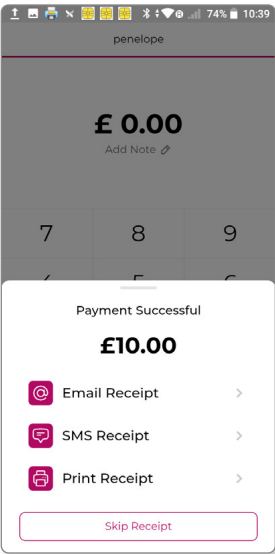 74% 10:39
penelope
£ 0.00
Add Note
7 8 9
Payment Successful
£10.00
Email Receipt
SMS Receipt
Print Receipt
Skip Receipt